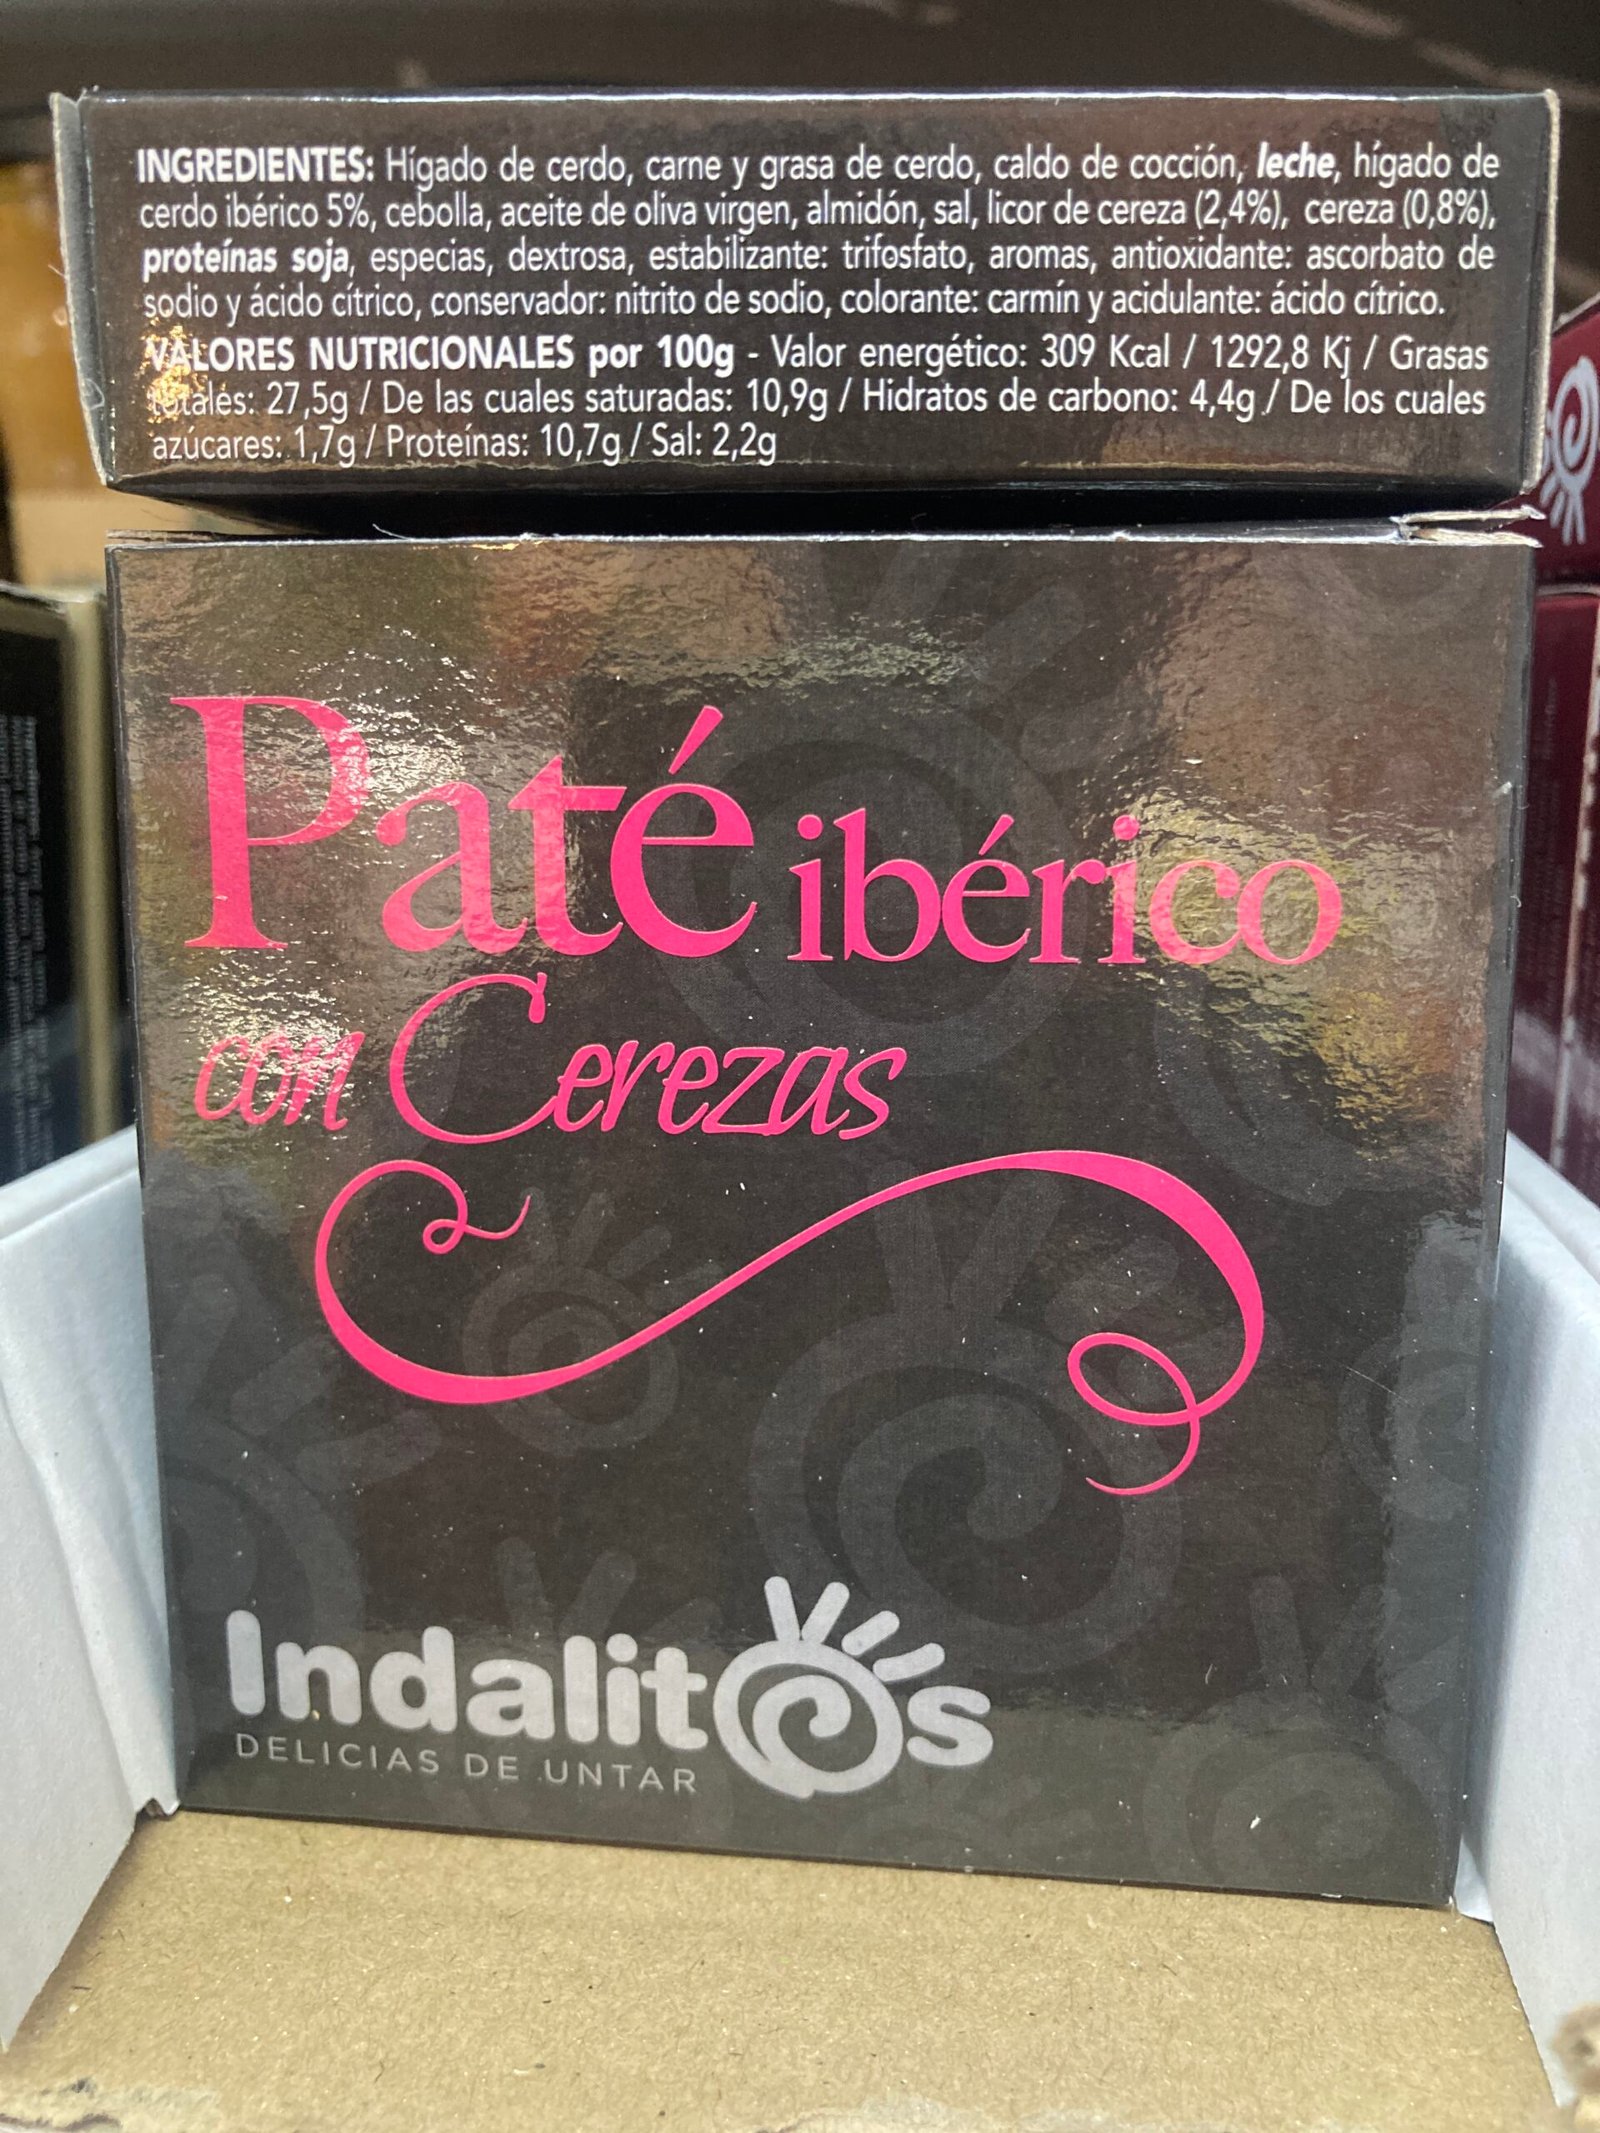 INGREDIENTES: Hígado de cerdo, carne y grasa de cerdo, caldo de cocción, leche, hígado de
cerdo ibérico 5%, cebolla, aceite de oliva virgen, almidón, sal, licor de cereza (2,4%), cereza (0,8%),
proteínas soja, especias, dextrosa, estabilizante: trifosfato, aromas, antioxidante: ascorbato de
sodio y ácido cítrico, conservador: nitrito de sodio, colorante: carmín y acidulante: ácido cítrico.
VALORES NUTRICIONALES por 100g - Valor energético: 309 Kcal / 1292,8 Kj / Grasas
totales: 27,5g / De las cuales saturadas: 10,9g / Hidratos de carbono: 4,4g / De los cuales
azúcares: 1,7g / Proteínas: 10,7g / Sal: 2,2g
Paté ibérico
con Cerezas
Indalitos
DELICIAS DE UNTAR